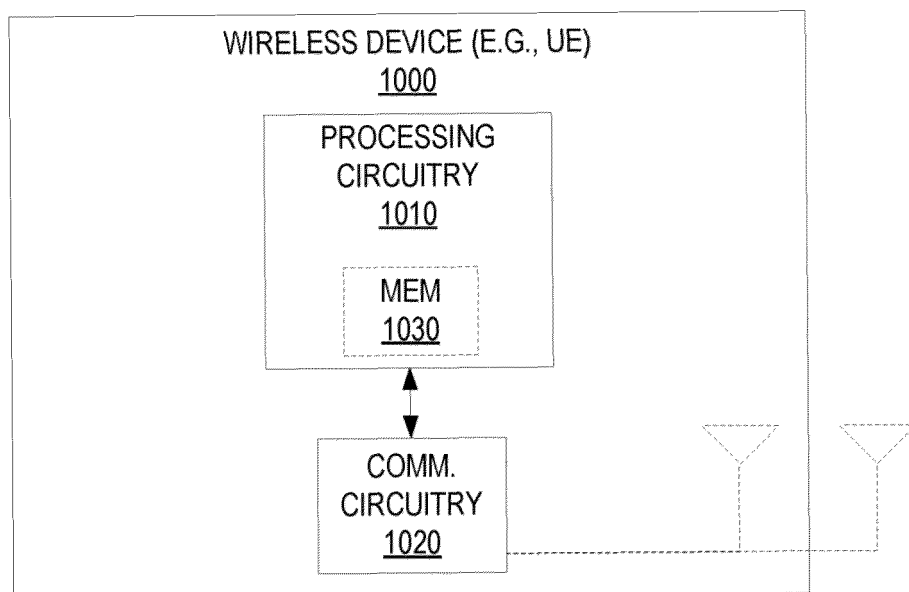 WIRELESS DEVICE (E.G., UE)
1000
PROCESSING
CIRCUITRY
1010
MEM
1030
COMM.
CIRCUITRY
1020